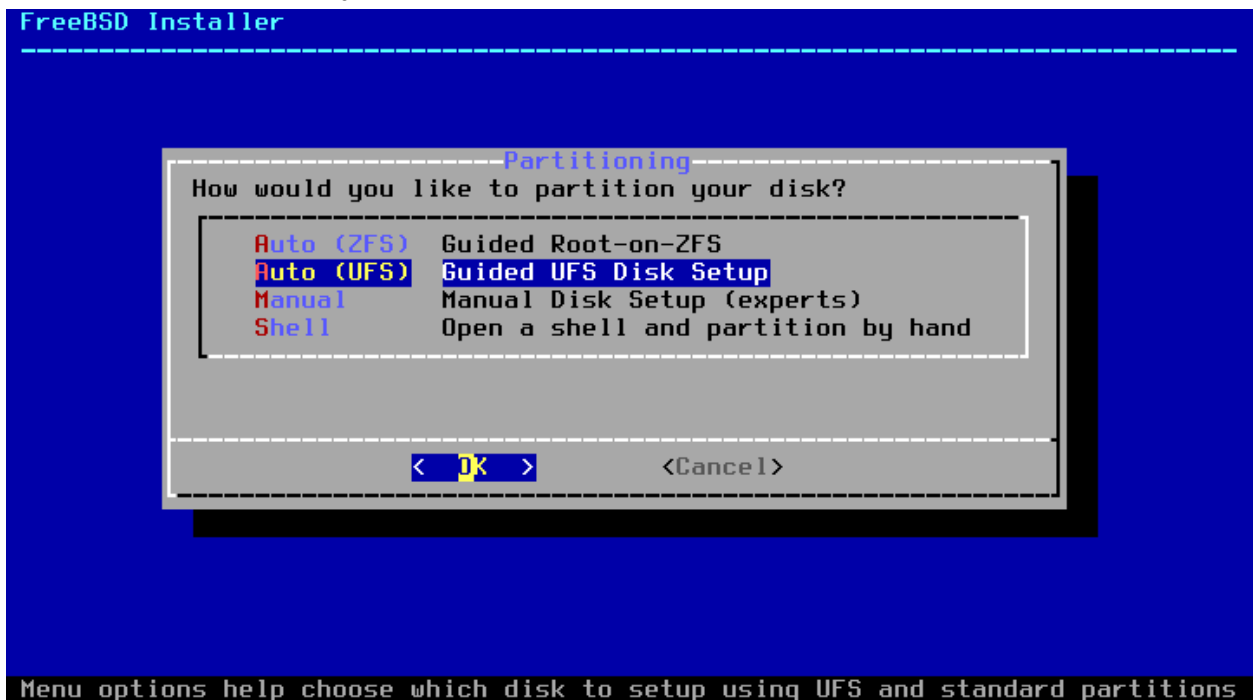 FreeBSD Installer
Partitioning
How would you like to partition your disk?
Auto (ZFS) Guided Root-on-ZFS
Auto (UFS) Guided UFS Disk Setup
Manual Manual Disk Setup (experts)
Shell Open a shell and partition by hand
< OK > <Cancel>
Menu options help choose which disk to setup using UFS and standard partitions